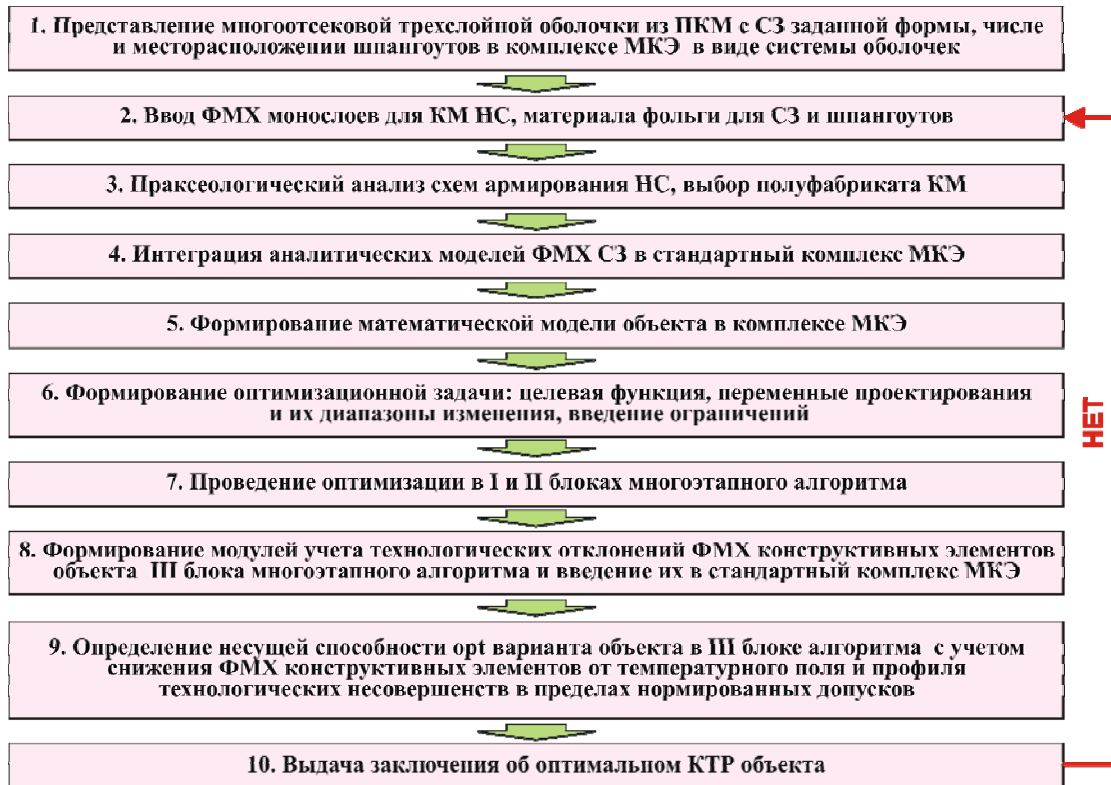 1. Представление многоотсековой трехслойной оболочки из ПКМ с СЗ заданной формы, числе
и месторасположении шпангоутов в комплексе МКЭ в виде системы оболочек
2. Ввод ФМХ монослоев для КМ НС, материала фольги для СЗ и шпангоутов
3. Праксеологический анализ схем армирования НС, выбор полуфабриката КМ
4. Интеграция аналитических моделей ФМХ СЗ в стандартный комплекс МКЭ
5. Формирование математической модели объекта в комплексе МКЭ
6. Формирование оптимизационной задачи: целевая функция, переменные проектирования
и их диапазоны изменения, введение ограничений
НЕТ
7. Проведение оптимизации в I и II блоках многоэтапного алгоритма
8. Формирование модулей учета технологических отклонений ФМХ конструктивных элементов
объекта III блока многоэтапного алгоритма и введение их в стандартный комплекс МКЭ
9. Определение несущей способности opt варианта объекта в III блоке алгоритма с учетом
снижения ФМХ конструктивных элементов от температурного поля и профиля
технологических несовершенств в пределах нормированных допусков
10. Выдача заключения об оптимальном КТР объекта